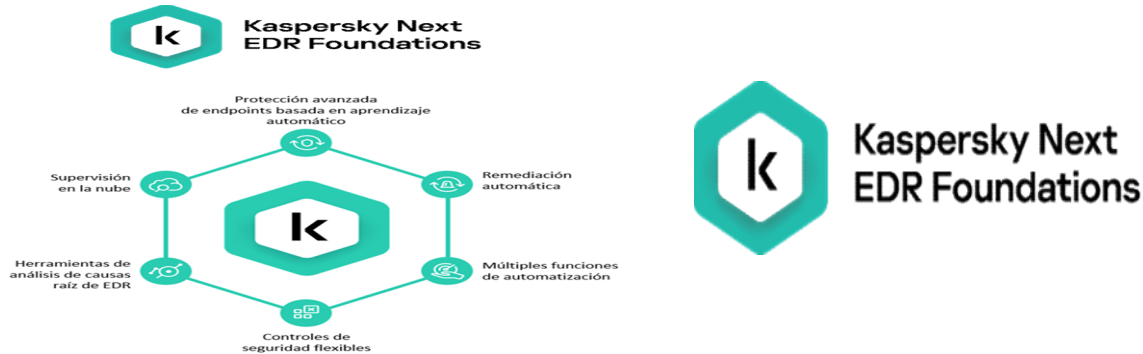 k
Kaspersky Next
EDR Foundations
Protección avanzada
de endpoints basada en aprendizaje
automático
Supervisión
en la nube
Remediación
automática
k
Herramientas de
análisis de causas
raíz de EDR
Múltiples funciones
de automatización
Controles de
seguridad flexibles
k
Kaspersky Next
EDR Foundations